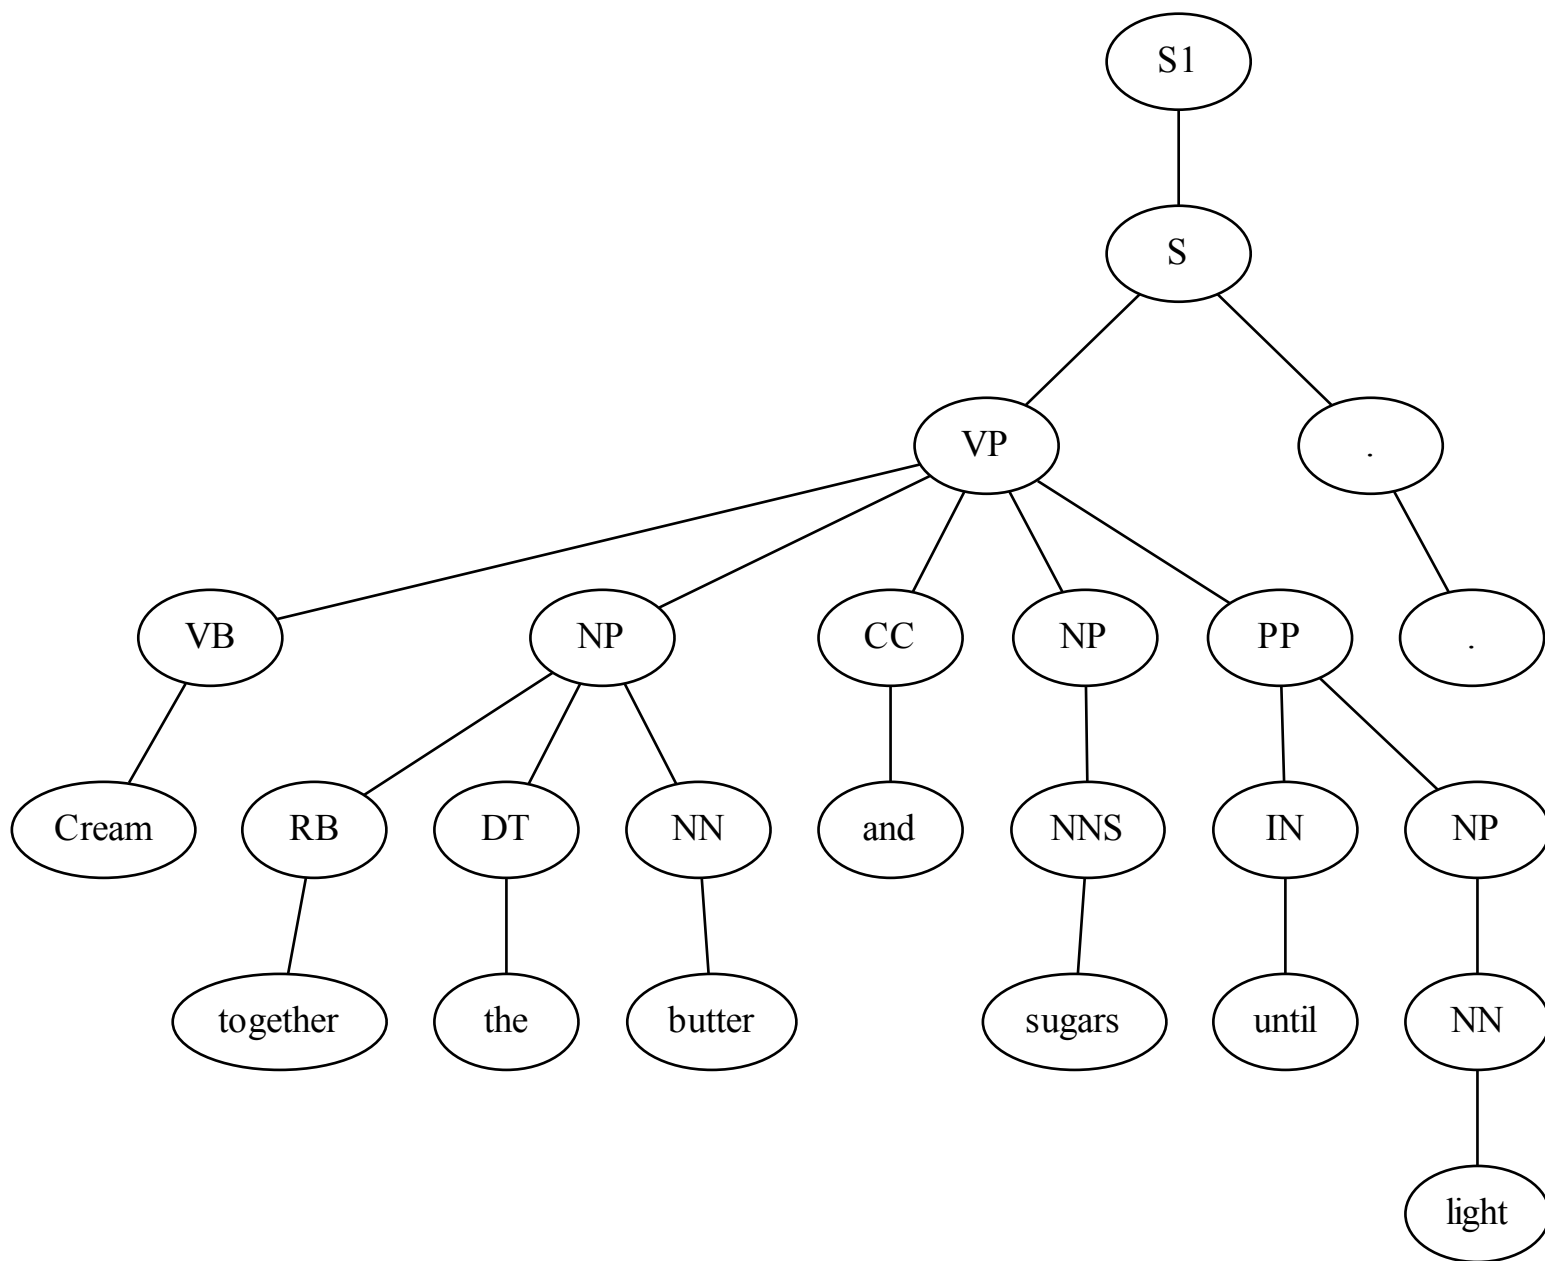 S1
S
VP .
VB NP CC NP PP .
Cream RB DT NN and NNS IN NP
together the butter sugars until NN
light